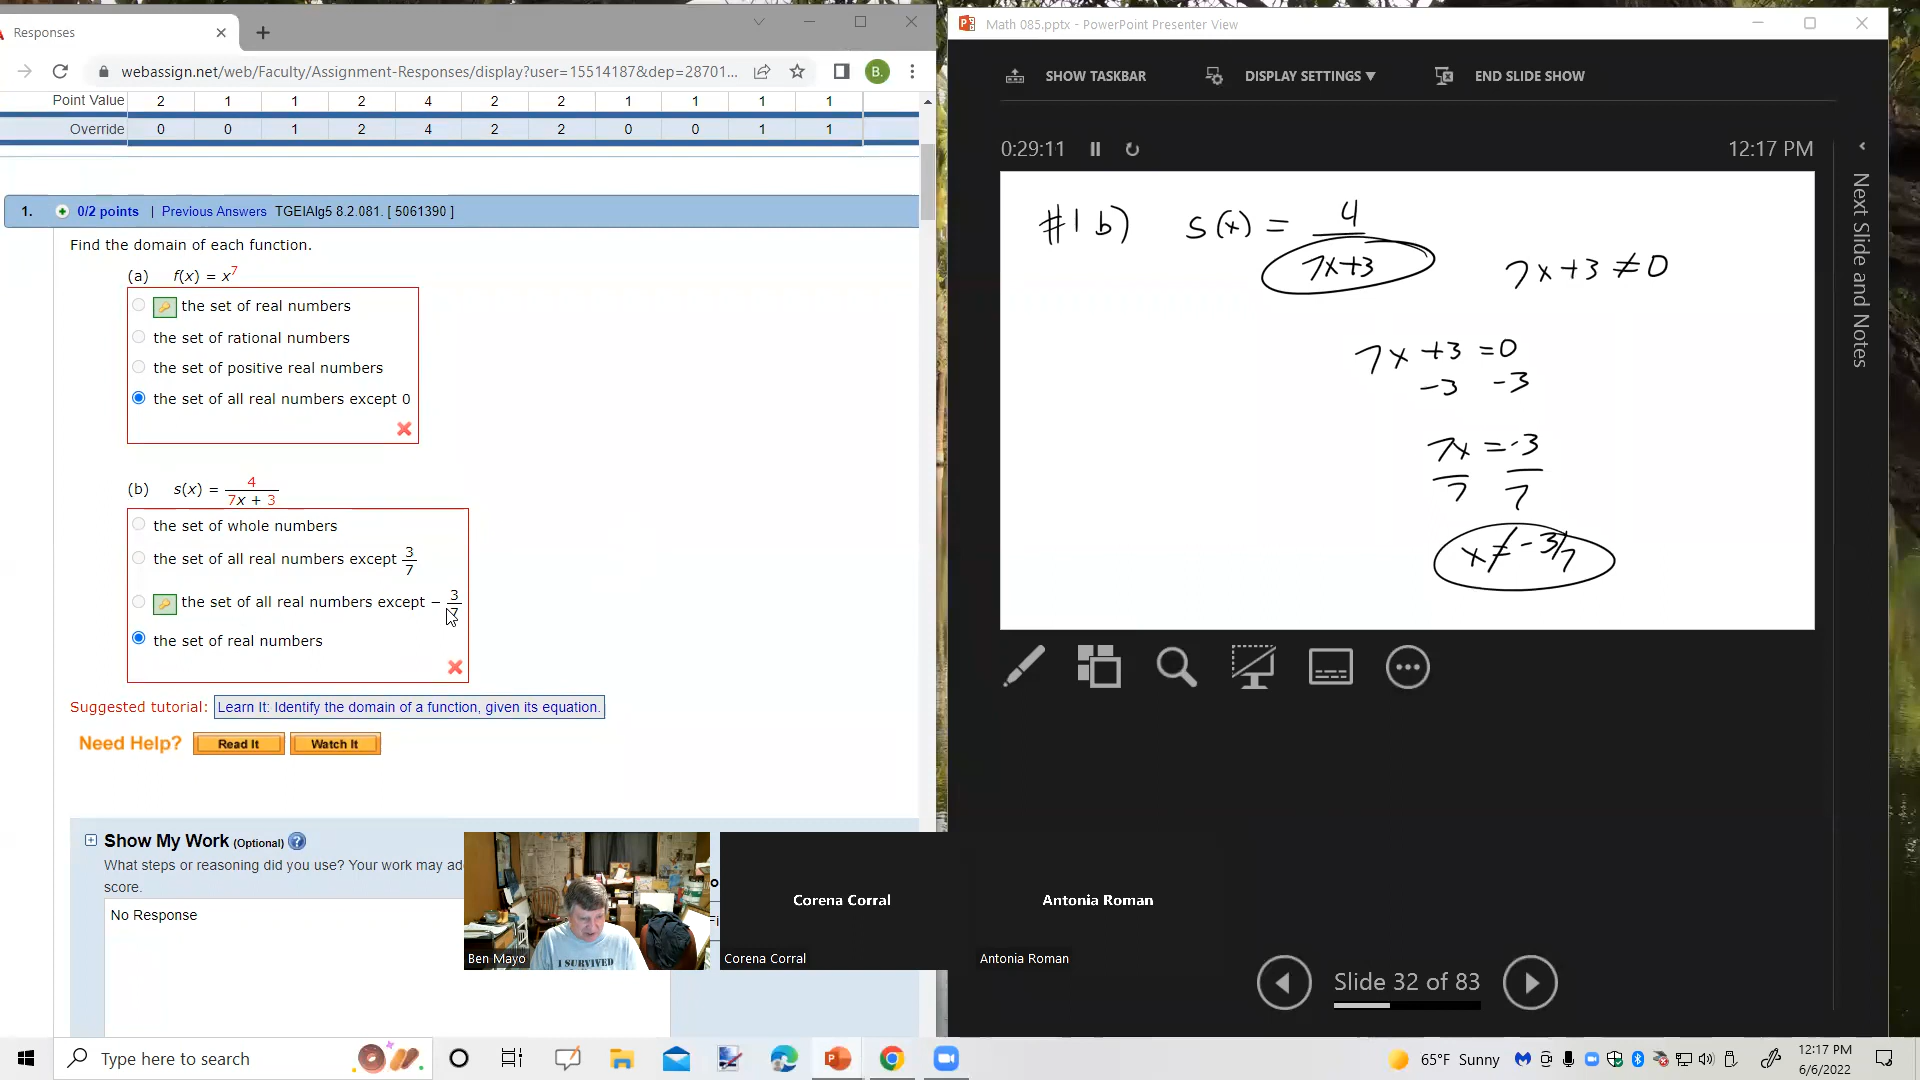 Responses
webassign.net/web/Faculty/Assignment-Responses/display?user=15514187&dep=28701...
B.
Point Value 2 1 1 2 4 2 2 1 1 1 1
Override 0 0 1 2 4 2 2 0 0 1 1
1. 0/2 points | Previous Answers TGEIAlg5 8.2.081. [ 5061390 ]
Find the domain of each function.
(a) f(x) = x^7
the set of real numbers
the set of rational numbers
the set of positive real numbers
the set of all real numbers except 0
(b) s(x) = 4/(7x + 3)
the set of whole numbers
the set of all real numbers except 3/7
the set of all real numbers except − 3/7
the set of real numbers
Suggested tutorial: Learn It: Identify the domain of a function, given its equation.
Need Help? Read It Watch It
Show My Work (Optional) ?
What steps or reasoning did you use? Your work may
score.
No Response
I SURVIVED
Ben Mayo
Corena Corral
Corena Corral
Antonia Roman
Antonia Roman
Math 085.pptx - PowerPoint Presenter View
SHOW TASKBAR DISPLAY SETTINGS ▼ END SLIDE SHOW
0:29:11 12:17 PM
Next Slide and Notes
#1 b) s(x) = 4/(7x+3)
7x+3 ≠ 0
7x +3 = 0
-3 -3
7x = -3
7 7
x ≠ -3/7
Slide 32 of 83
Type here to search
65°F Sunny
12:17 PM
6/6/2022